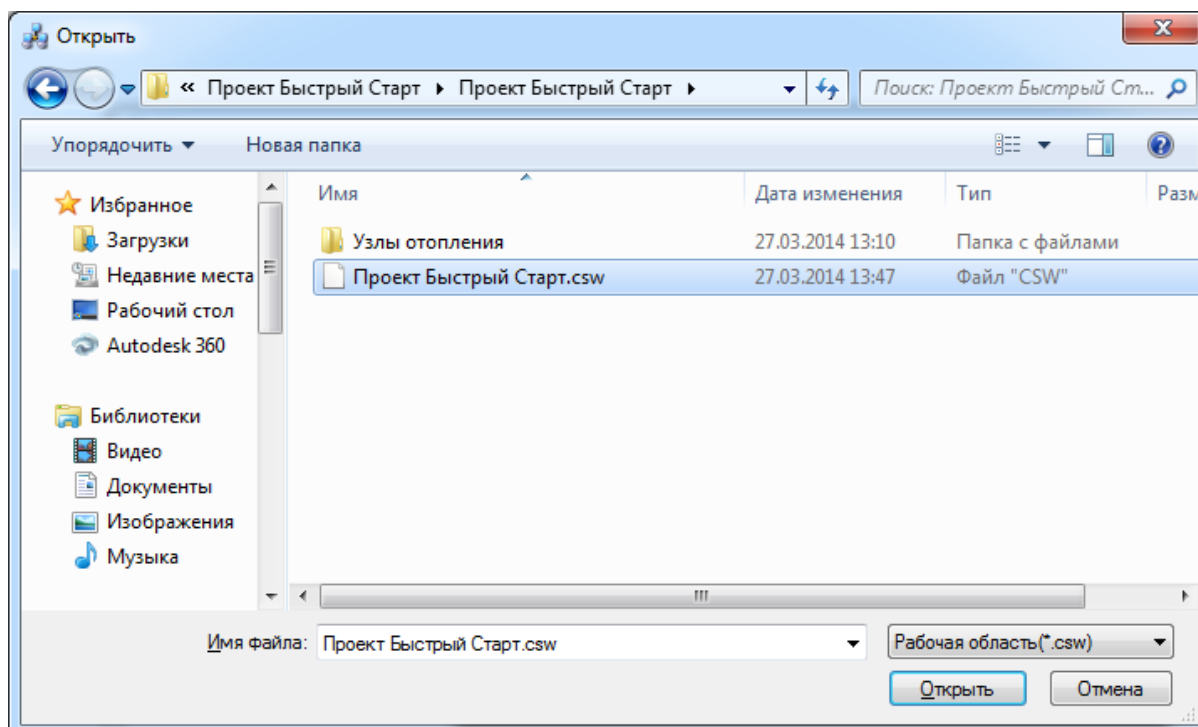 Открыть
« Проект Быстрый Старт ▸ Проект Быстрый Старт ▸ Поиск: Проект Быстрый Ст...
Упорядочить Новая папка
Имя Дата изменения Тип Разм
Узлы отопления 27.03.2014 13:10 Папка с файлами
Проект Быстрый Старт.csw 27.03.2014 13:47 Файл "CSW"
Избранное
Загрузки
Недавние места
Рабочий стол
Autodesk 360
Библиотеки
Видео
Документы
Изображения
Музыка
Имя файла: Проект Быстрый Старт.csw Рабочая область(*.csw)
Открыть Отмена